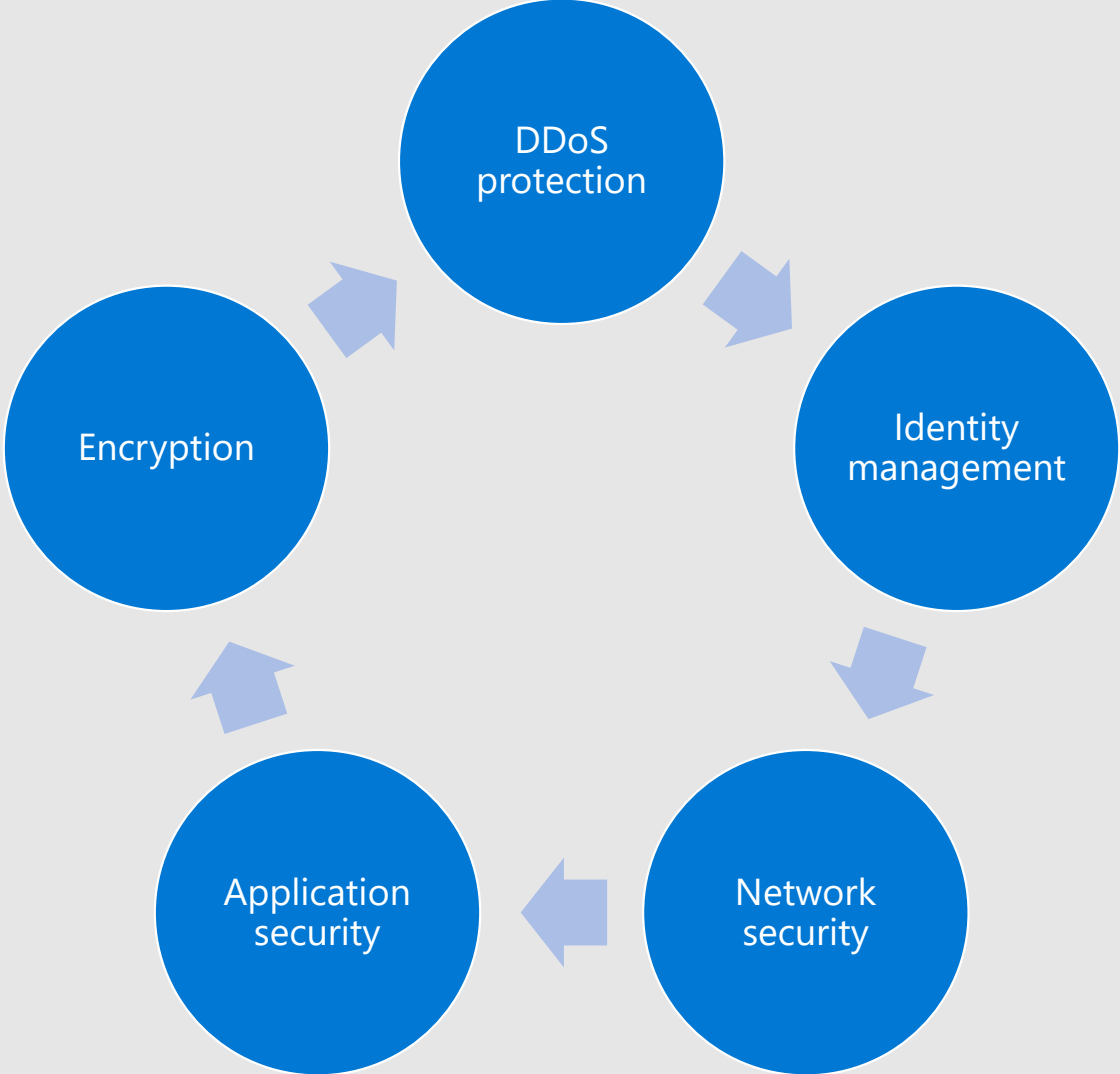 DDoS
protection
Identity
management
Network
security
Application
security
Encryption